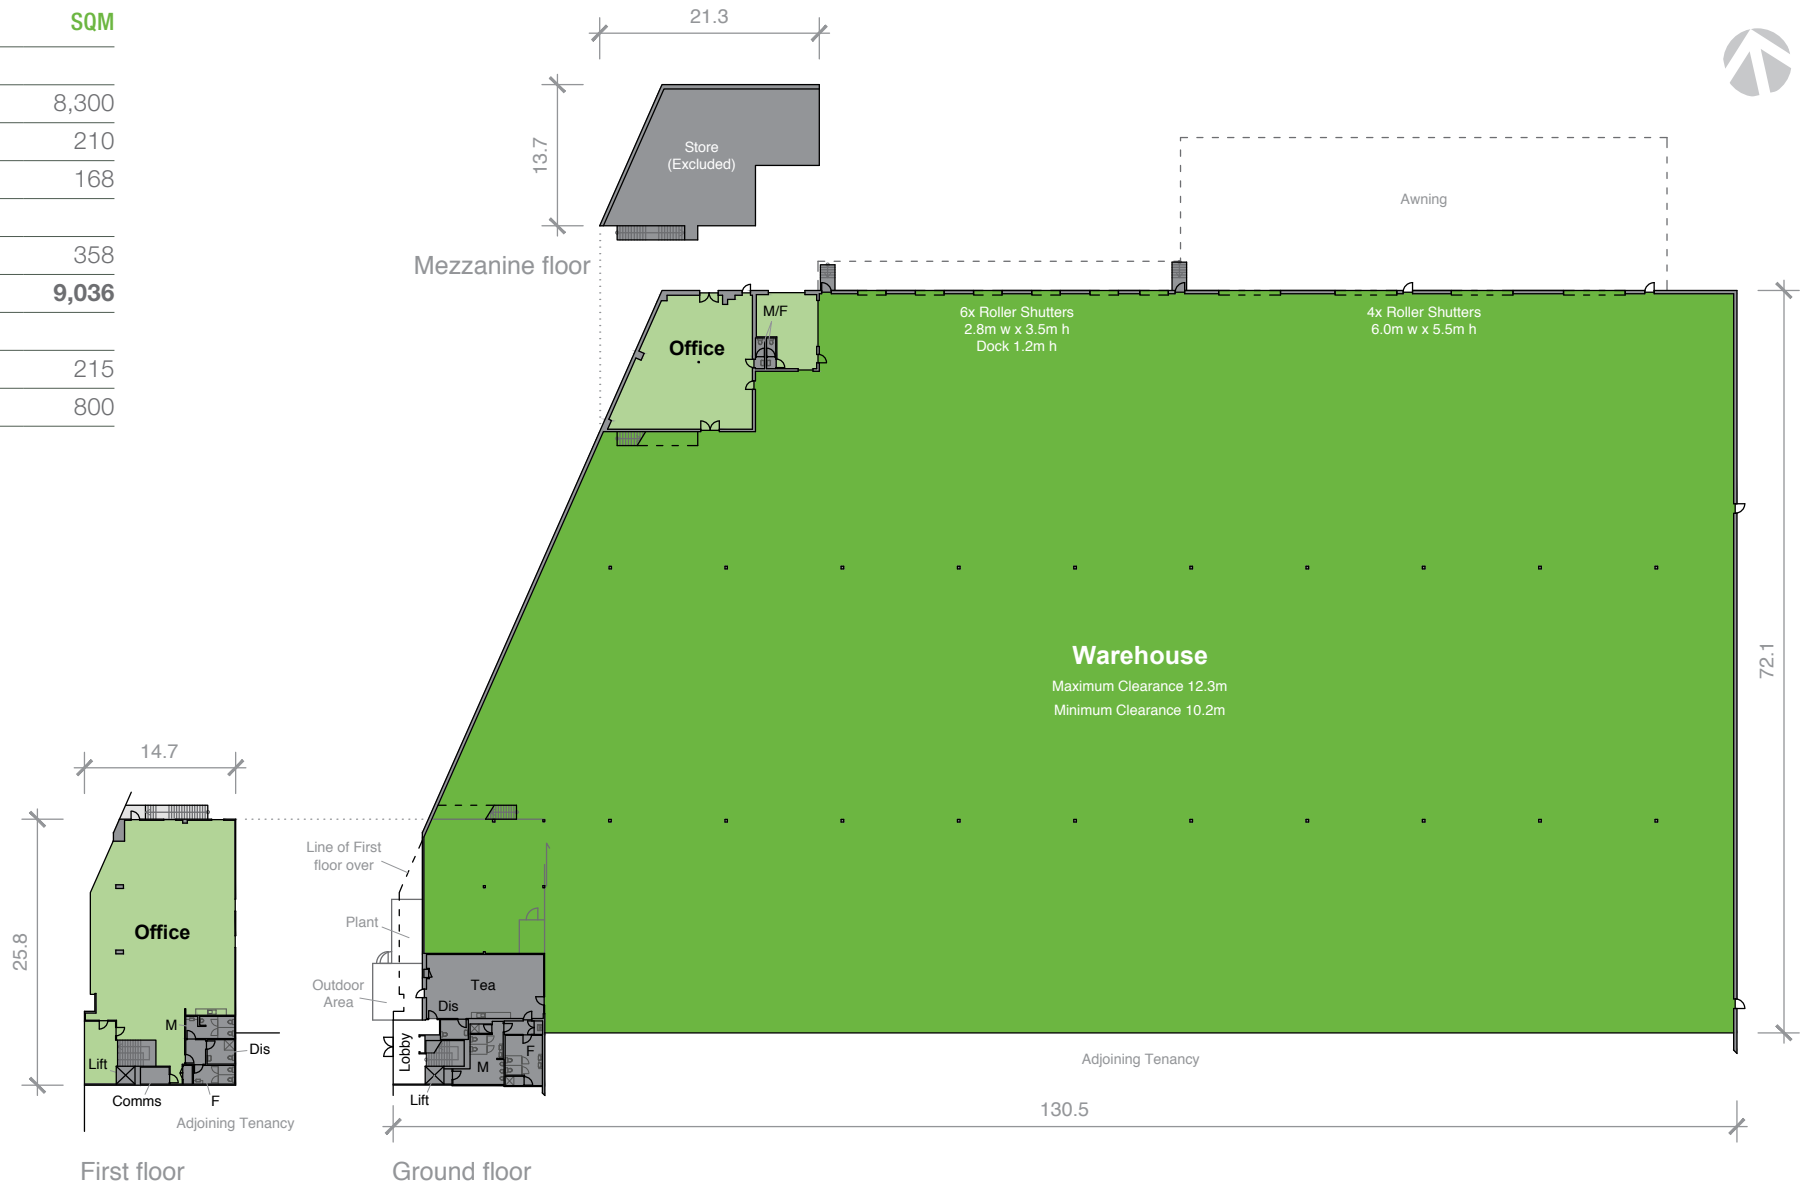 SQM
8,300
210
168
358
9,036
215
800
21.3
13.7
Store
(Excluded)
Mezzanine floor
Awning
M/F
Office
6x Roller Shutters
2.8m w x 3.5m h
Dock 1.2m h
4x Roller Shutters
6.0m w x 5.5m h
Warehouse
Maximum Clearance 12.3m
Minimum Clearance 10.2m
72.1
14.7
25.8
Office
M
Dis
Lift
Comms
F
Adjoining Tenancy
First floor
Line of First
floor over
Plant
Outdoor
Area
Tea
Dis
Lobby
M
F
Lift
Adjoining Tenancy
130.5
Ground floor